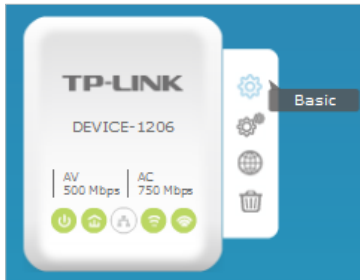 TP-LINK
Basic
DEVICE-1206
AV
500 Mbps
AC
750 Mbps